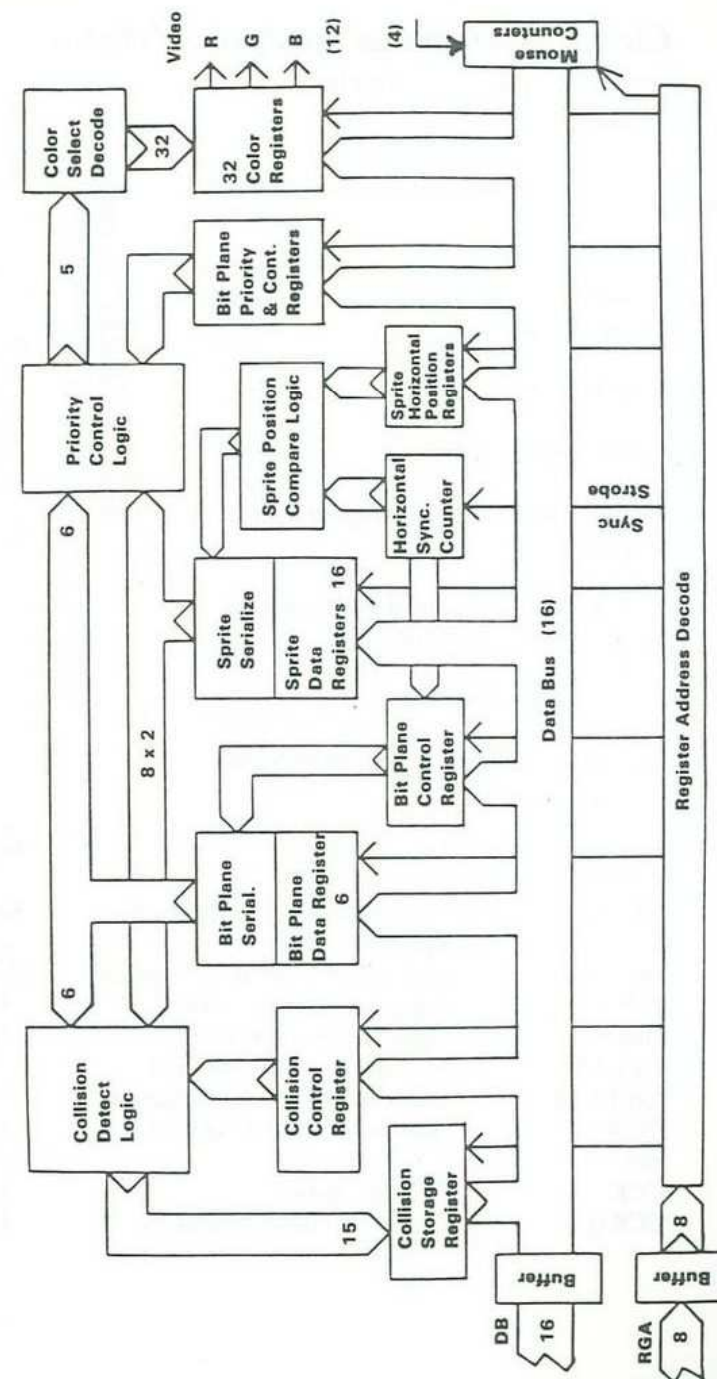 Collision
Detect
Logic
6
6
Priority
Control
Logic
5
Color
Select
Decode
8 x 2
32
15
Collision
Control
Register
Bit Plane
Serial.
Bit Plane
Data Register
6
Sprite
Serialize
Sprite
Data
Registers 16
Sprite Position
Compare Logic
Bit Plane
Priority
& Cont.
Registers
32
Color
Registers
Video
R
G
B
(12)
Collision
Storage
Register
Bit Plane
Control
Register
Horizontal
Sync.
Counter
Sprite
Horizontal
Position
Registers
(4)
Mouse
Counters
DB
16
Buffer
Data Bus (16)
Sync
Strobe
RGA
8
Buffer
8
Register Address Decode